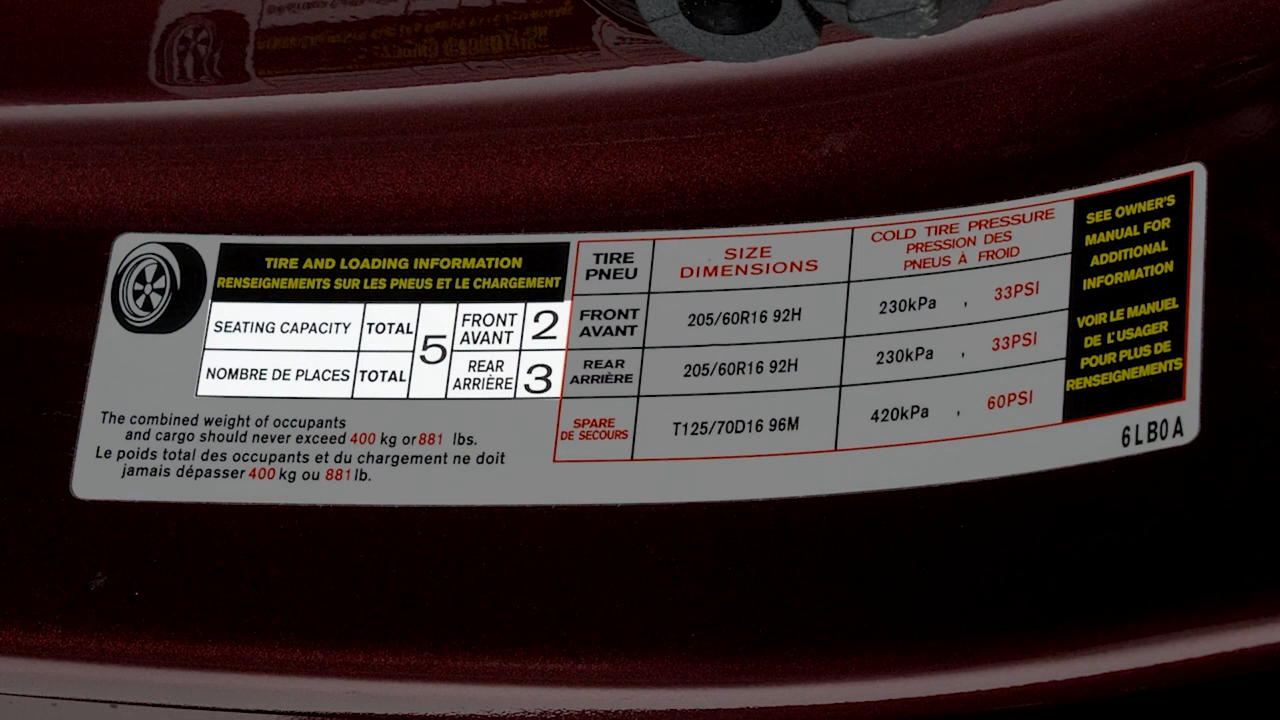 TIRE AND LOADING INFORMATION
RENSEIGNEMENTS SUR LES PNEUS ET LE CHARGEMENT
SEATING CAPACITY TOTAL 5 FRONT AVANT 2
NOMBRE DE PLACES TOTAL REAR ARRIÈRE 3
The combined weight of occupants
and cargo should never exceed 400 kg or 881 lbs.
Le poids total des occupants et du chargement ne doit
jamais dépasser 400 kg ou 881 lb.
TIRE PNEU SIZE DIMENSIONS COLD TIRE PRESSURE PRESSION DES PNEUS À FROID
FRONT AVANT 205/60R16 92H 230kPa , 33PSI
REAR ARRIÈRE 205/60R16 92H 230kPa , 33PSI
SPARE DE SECOURS T125/70D16 96M 420kPa , 60PSI
SEE OWNER'S
MANUAL FOR
ADDITIONAL
INFORMATION
VOIR LE MANUEL
DE L'USAGER
POUR PLUS DE
RENSEIGNEMENTS
6LB0A